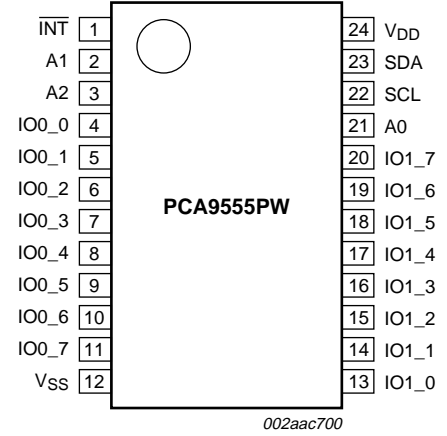 INT 1 24 VDD
A1 2 23 SDA
A2 3 22 SCL
IO0_0 4 21 A0
IO0_1 5 20 IO1_7
IO0_2 6 19 IO1_6
IO0_3 7 PCA9555PW 18 IO1_5
IO0_4 8 17 IO1_4
IO0_5 9 16 IO1_3
IO0_6 10 15 IO1_2
IO0_7 11 14 IO1_1
VSS 12 13 IO1_0
002aac700